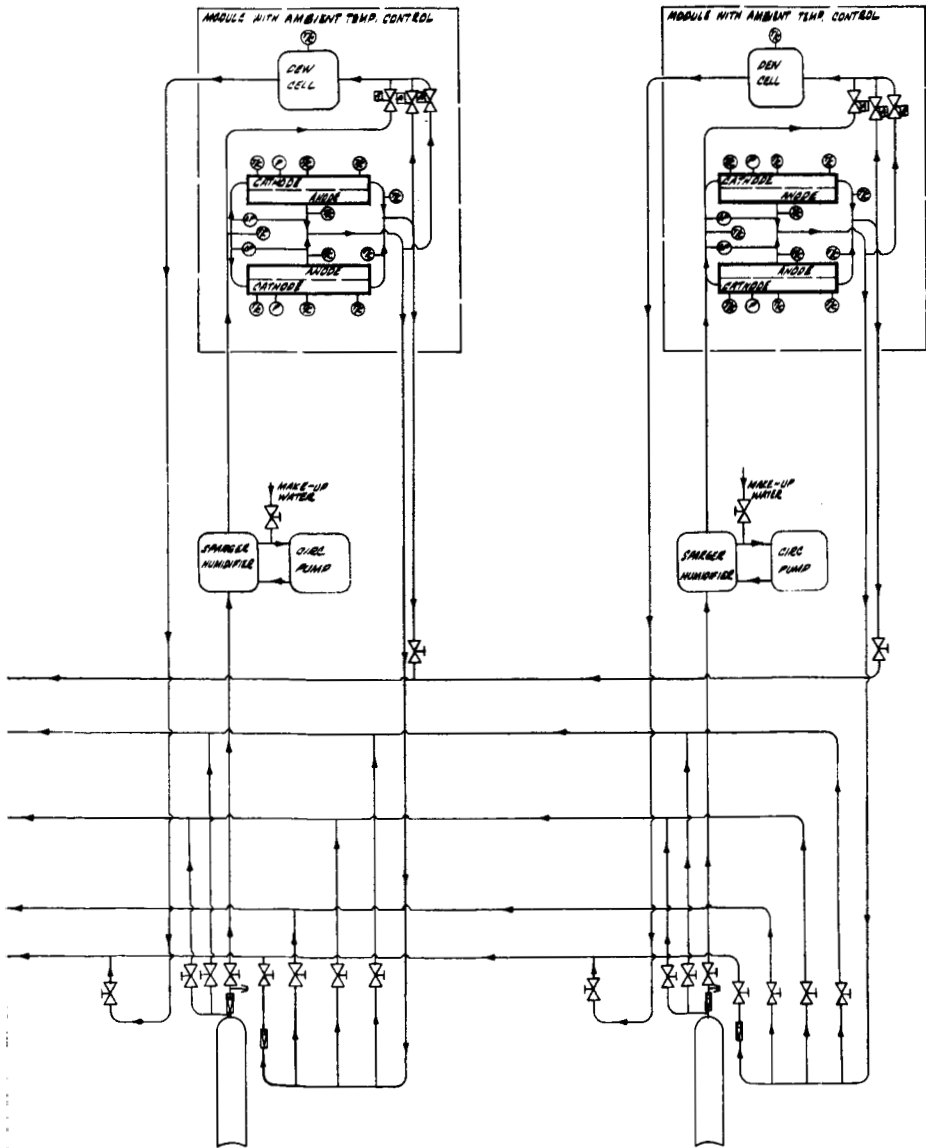 MODULE WITH AMBIENT TEMP. CONTROL
DEW
CELL
CATHODE
ANODE
ANODE
CATHODE
MAKE-UP
WATER
SPARGER
HUMIDIFIER
CIRC
PUMP
MODULE WITH AMBIENT TEMP. CONTROL
DEW
CELL
CATHODE
ANODE
ANODE
CATHODE
MAKE-UP
WATER
SPARGER
HUMIDIFIER
CIRC
PUMP